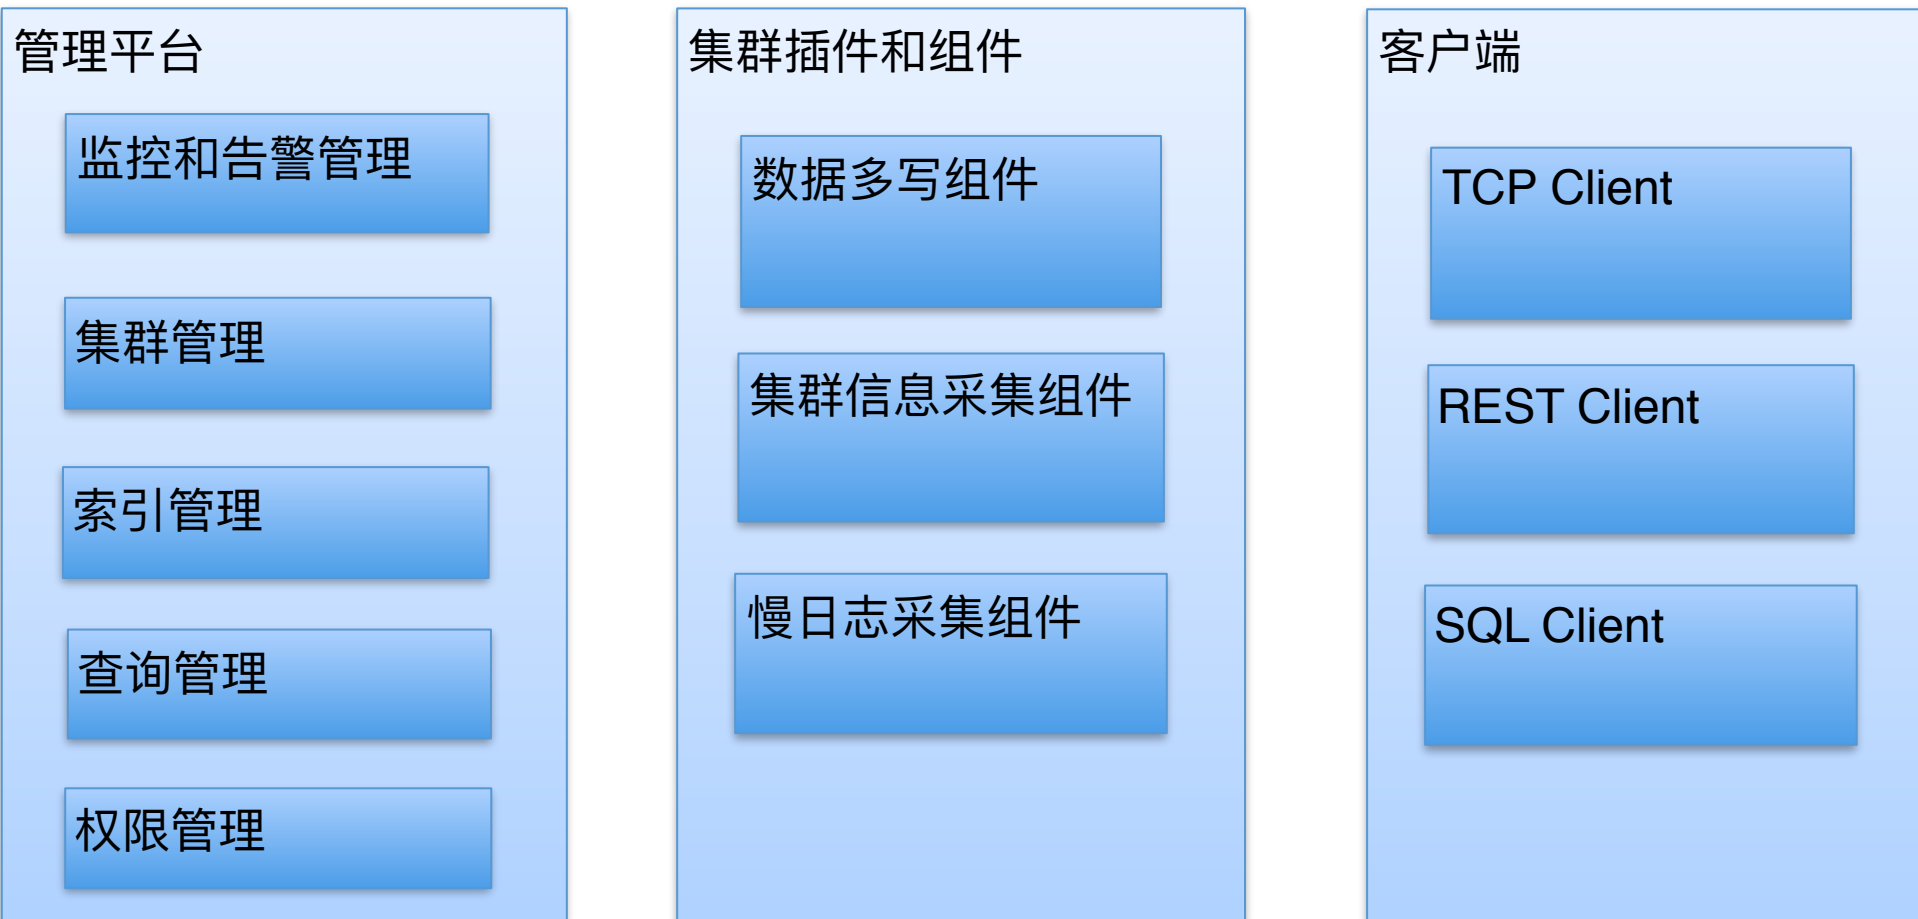 管理平台
监控和告警管理
集群管理
索引管理
查询管理
权限管理
集群插件和组件
数据多写组件
集群信息采集组件
慢日志采集组件
客户端
TCP Client
REST Client
SQL Client